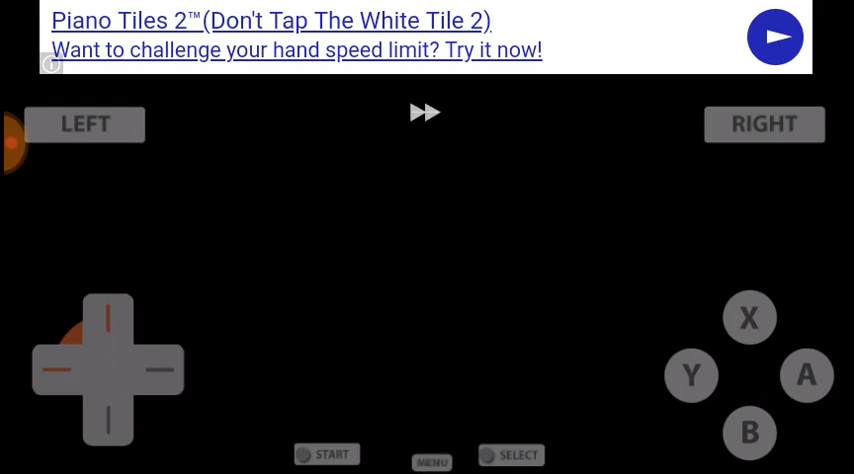 Piano Tiles 2™(Don't Tap The White Tile 2)
Want to challenge your hand speed limit? Try it now!
LEFT
RIGHT
X
Y
A
B
START
MENU
SELECT